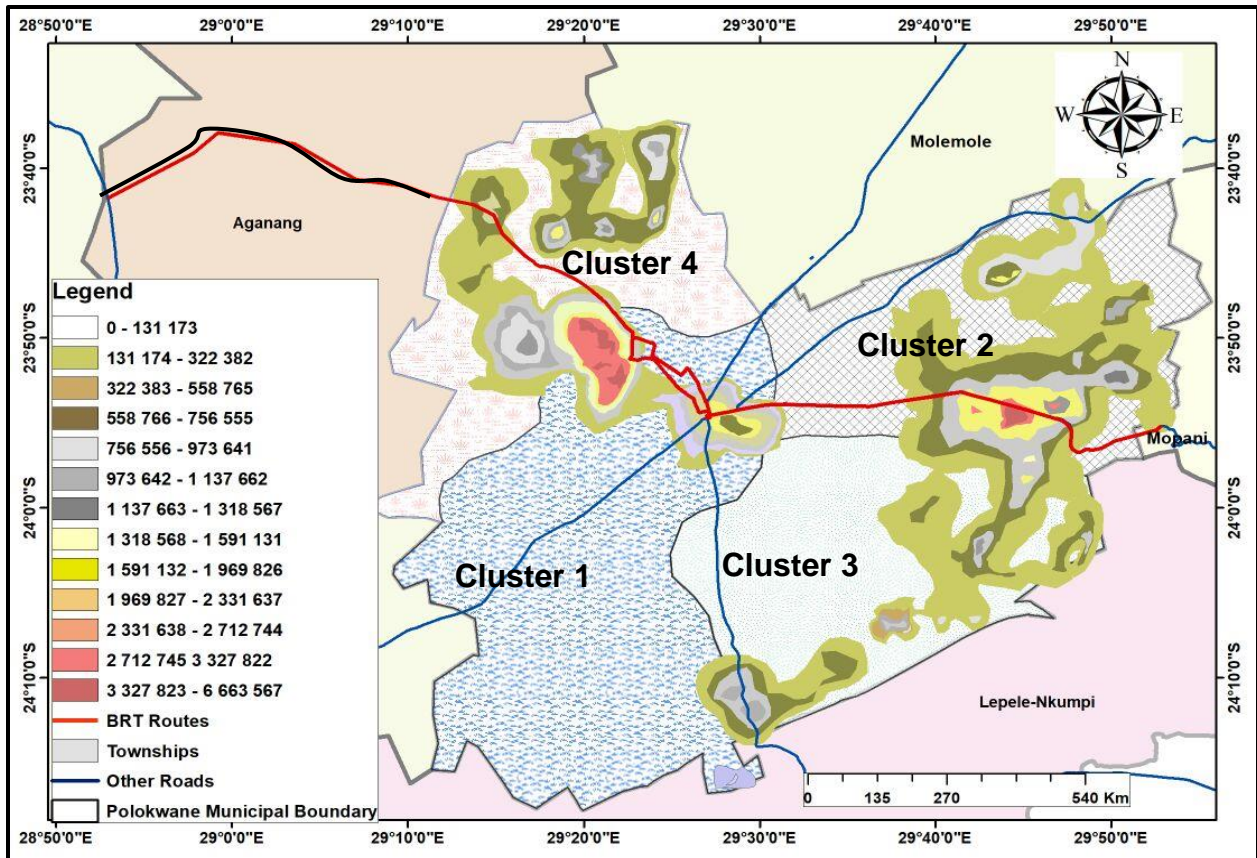 28°50'0"E 29°0'0"E 29°10'0"E 29°20'0"E 29°30'0"E 29°40'0"E 29°50'0"E
N
W E
S
Molemole
23°40'0"S 23°40'0"S
Aganang
Cluster 4
Legend
0 - 131 173
131 174 - 322 382
322 383 - 558 765
558 766 - 756 555
756 556 - 973 641
973 642 - 1 137 662
1 137 663 - 1 318 567
1 318 568 - 1 591 131
1 591 132 - 1 969 826
1 969 827 - 2 331 637
2 331 638 - 2 712 744
2 712 745 3 327 822
3 327 823 - 6 663 567
BRT Routes
Townships
Other Roads
Polokwane Municipal Boundary
23°50'0"S 23°50'0"S
Cluster 2
Mopani
24°0'0"S 24°0'0"S
Cluster 1
Cluster 3
24°10'0"S 24°10'0"S
Lepele-Nkumpi
0 135 270 540 Km
28°50'0"E 29°0'0"E 29°10'0"E 29°20'0"E 29°30'0"E 29°40'0"E 29°50'0"E